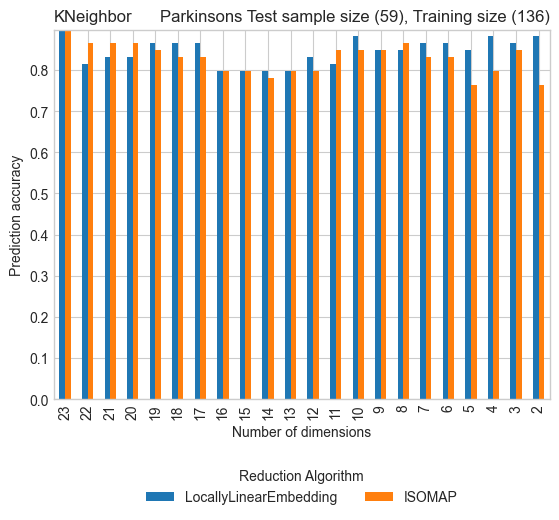 KNeighbor Parkinsons Test sample size (59), Training size (136)
0.8
0.7
0.6
0.5
0.4
0.3
0.2
0.1
0.0
Prediction accuracy
23 22 21 20 19 18 17 16 15 14 13 12 11 10 9 8 7 6 5 4 3 2
Number of dimensions
Reduction Algorithm
LocallyLinearEmbedding ISOMAP